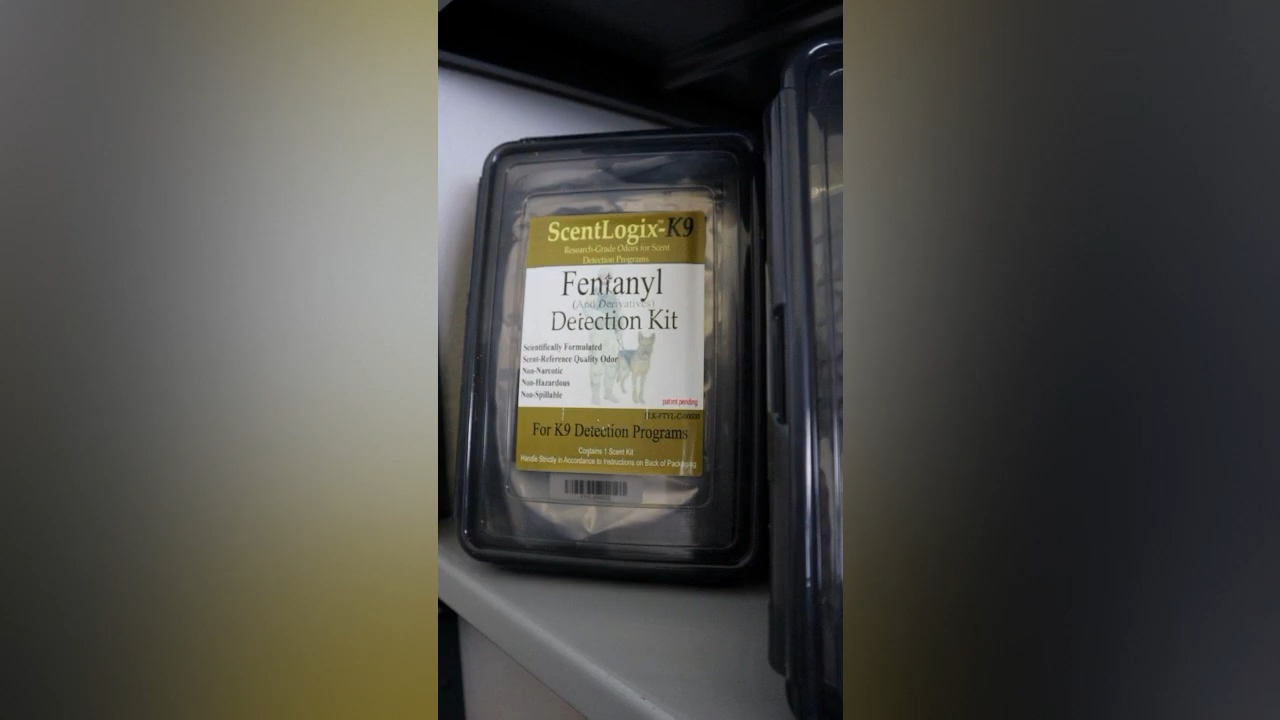 ScentLogix™-K9
Research-Grade Odors for Scent
Detection Programs
Fentanyl
(And Derivatives)
Detection Kit
Scientifically Formulated
Scent-Reference Quality Odor
Non-Narcotic
Non-Hazardous
Non-Spillable
patent pending
For K9 Detection Programs
Contains 1 Scent Kit
Handle Strictly in Accordance to Instructions on Back of Packaging